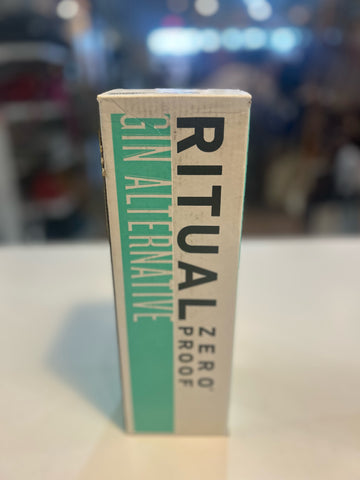 RITUAL
ZERO
PROOF
GIN ALTERNATIVE